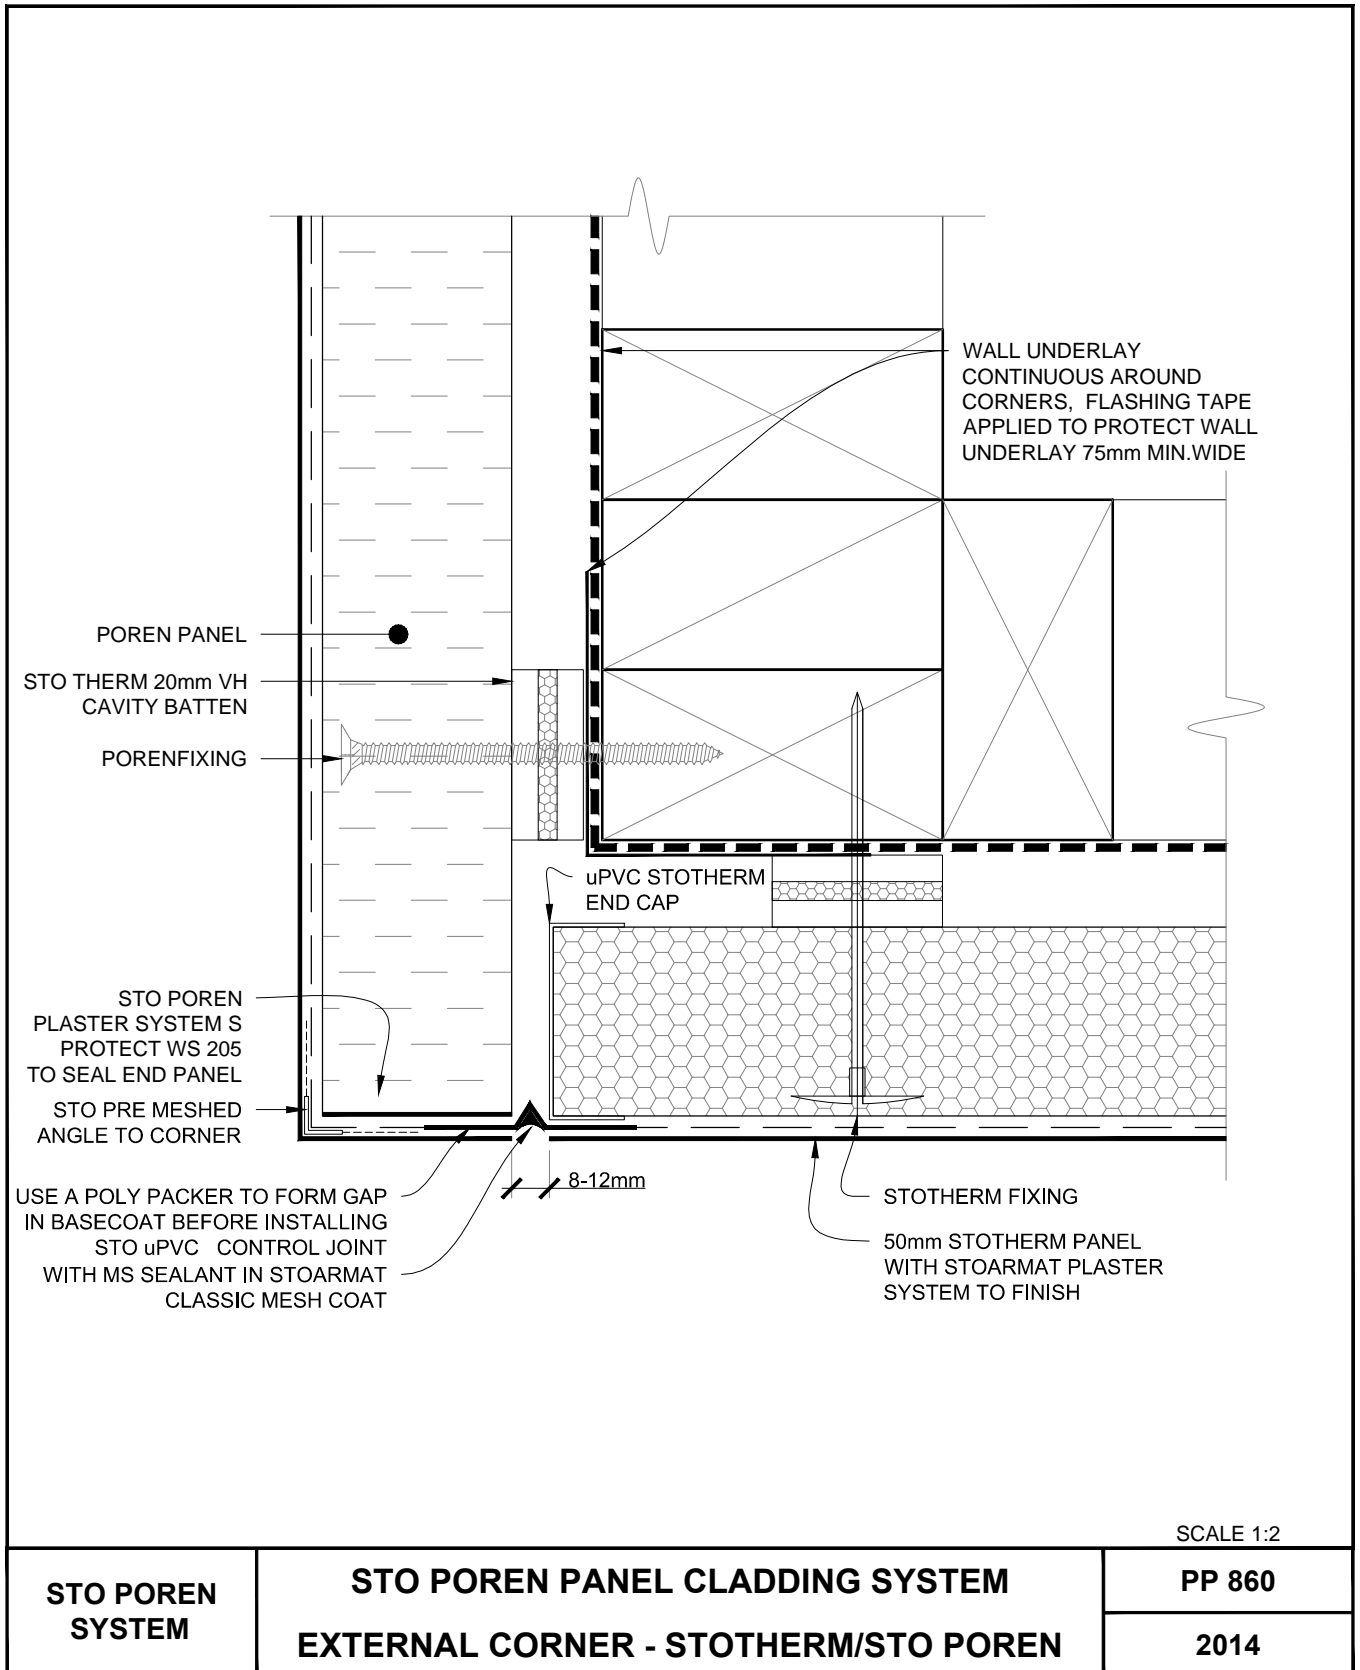 WALL UNDERLAY
CONTINUOUS AROUND
CORNERS, FLASHING TAPE
APPLIED TO PROTECT WALL
UNDERLAY 75mm MIN.WIDE
POREN PANEL
STO THERM 20mm VH
CAVITY BATTEN
PORENFIXING
uPVC STOTHERM
END CAP
STO POREN
PLASTER SYSTEM S
PROTECT WS 205
TO SEAL END PANEL
STO PRE MESHED
ANGLE TO CORNER
USE A POLY PACKER TO FORM GAP
IN BASECOAT BEFORE INSTALLING
STO uPVC CONTROL JOINT
WITH MS SEALANT IN STOARMAT
CLASSIC MESH COAT
8-12mm
STOTHERM FIXING
50mm STOTHERM PANEL
WITH STOARMAT PLASTER
SYSTEM TO FINISH
SCALE 1:2
STO POREN
SYSTEM
STO POREN PANEL CLADDING SYSTEM
EXTERNAL CORNER - STOTHERM/STO POREN
PP 860
2014